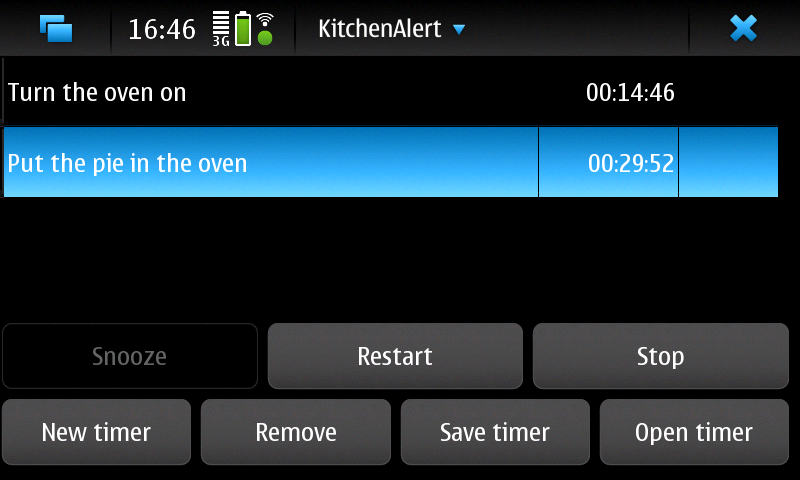 16:46 3G KitchenAlert
Turn the oven on 00:14:46
Put the pie in the oven 00:29:52
Snooze Restart Stop
New timer Remove Save timer Open timer